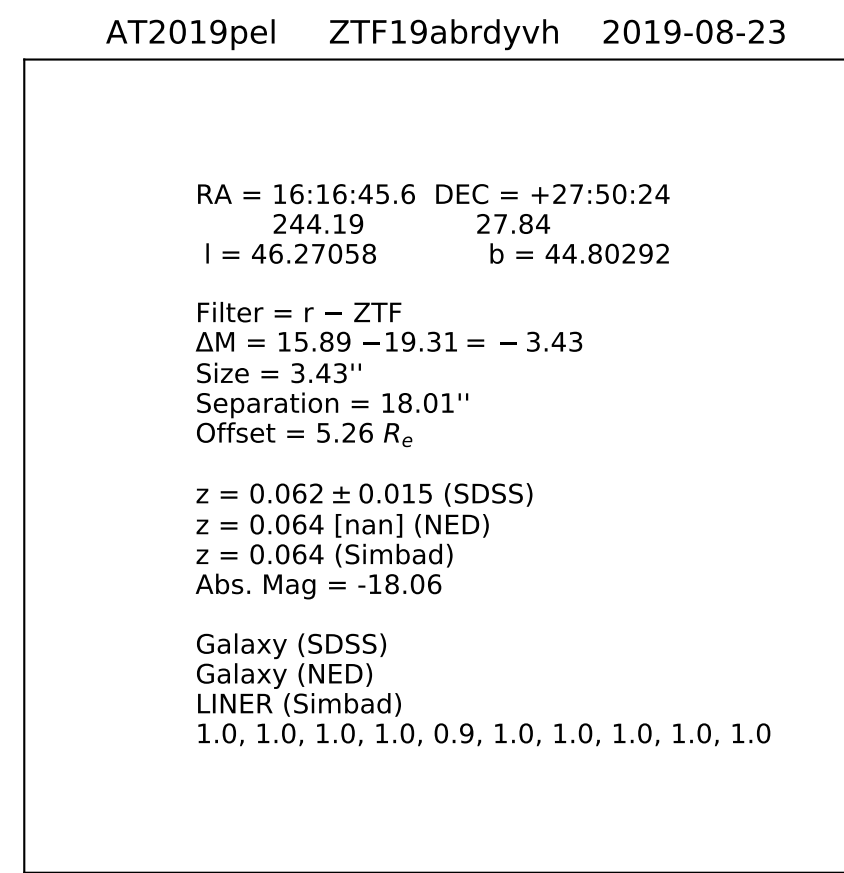 AT2019pel ZTF19abrdyvh 2019-08-23
RA = 16:16:45.6 DEC = +27:50:24
244.19 27.84
l = 46.27058 b = 44.80292
Filter = r − ZTF
ΔM = 15.89 −19.31 = − 3.43
Size = 3.43''
Separation = 18.01''
Offset = 5.26 Rₑ
z = 0.062 ± 0.015 (SDSS)
z = 0.064 [nan] (NED)
z = 0.064 (Simbad)
Abs. Mag = -18.06
Galaxy (SDSS)
Galaxy (NED)
LINER (Simbad)
1.0, 1.0, 1.0, 1.0, 0.9, 1.0, 1.0, 1.0, 1.0, 1.0